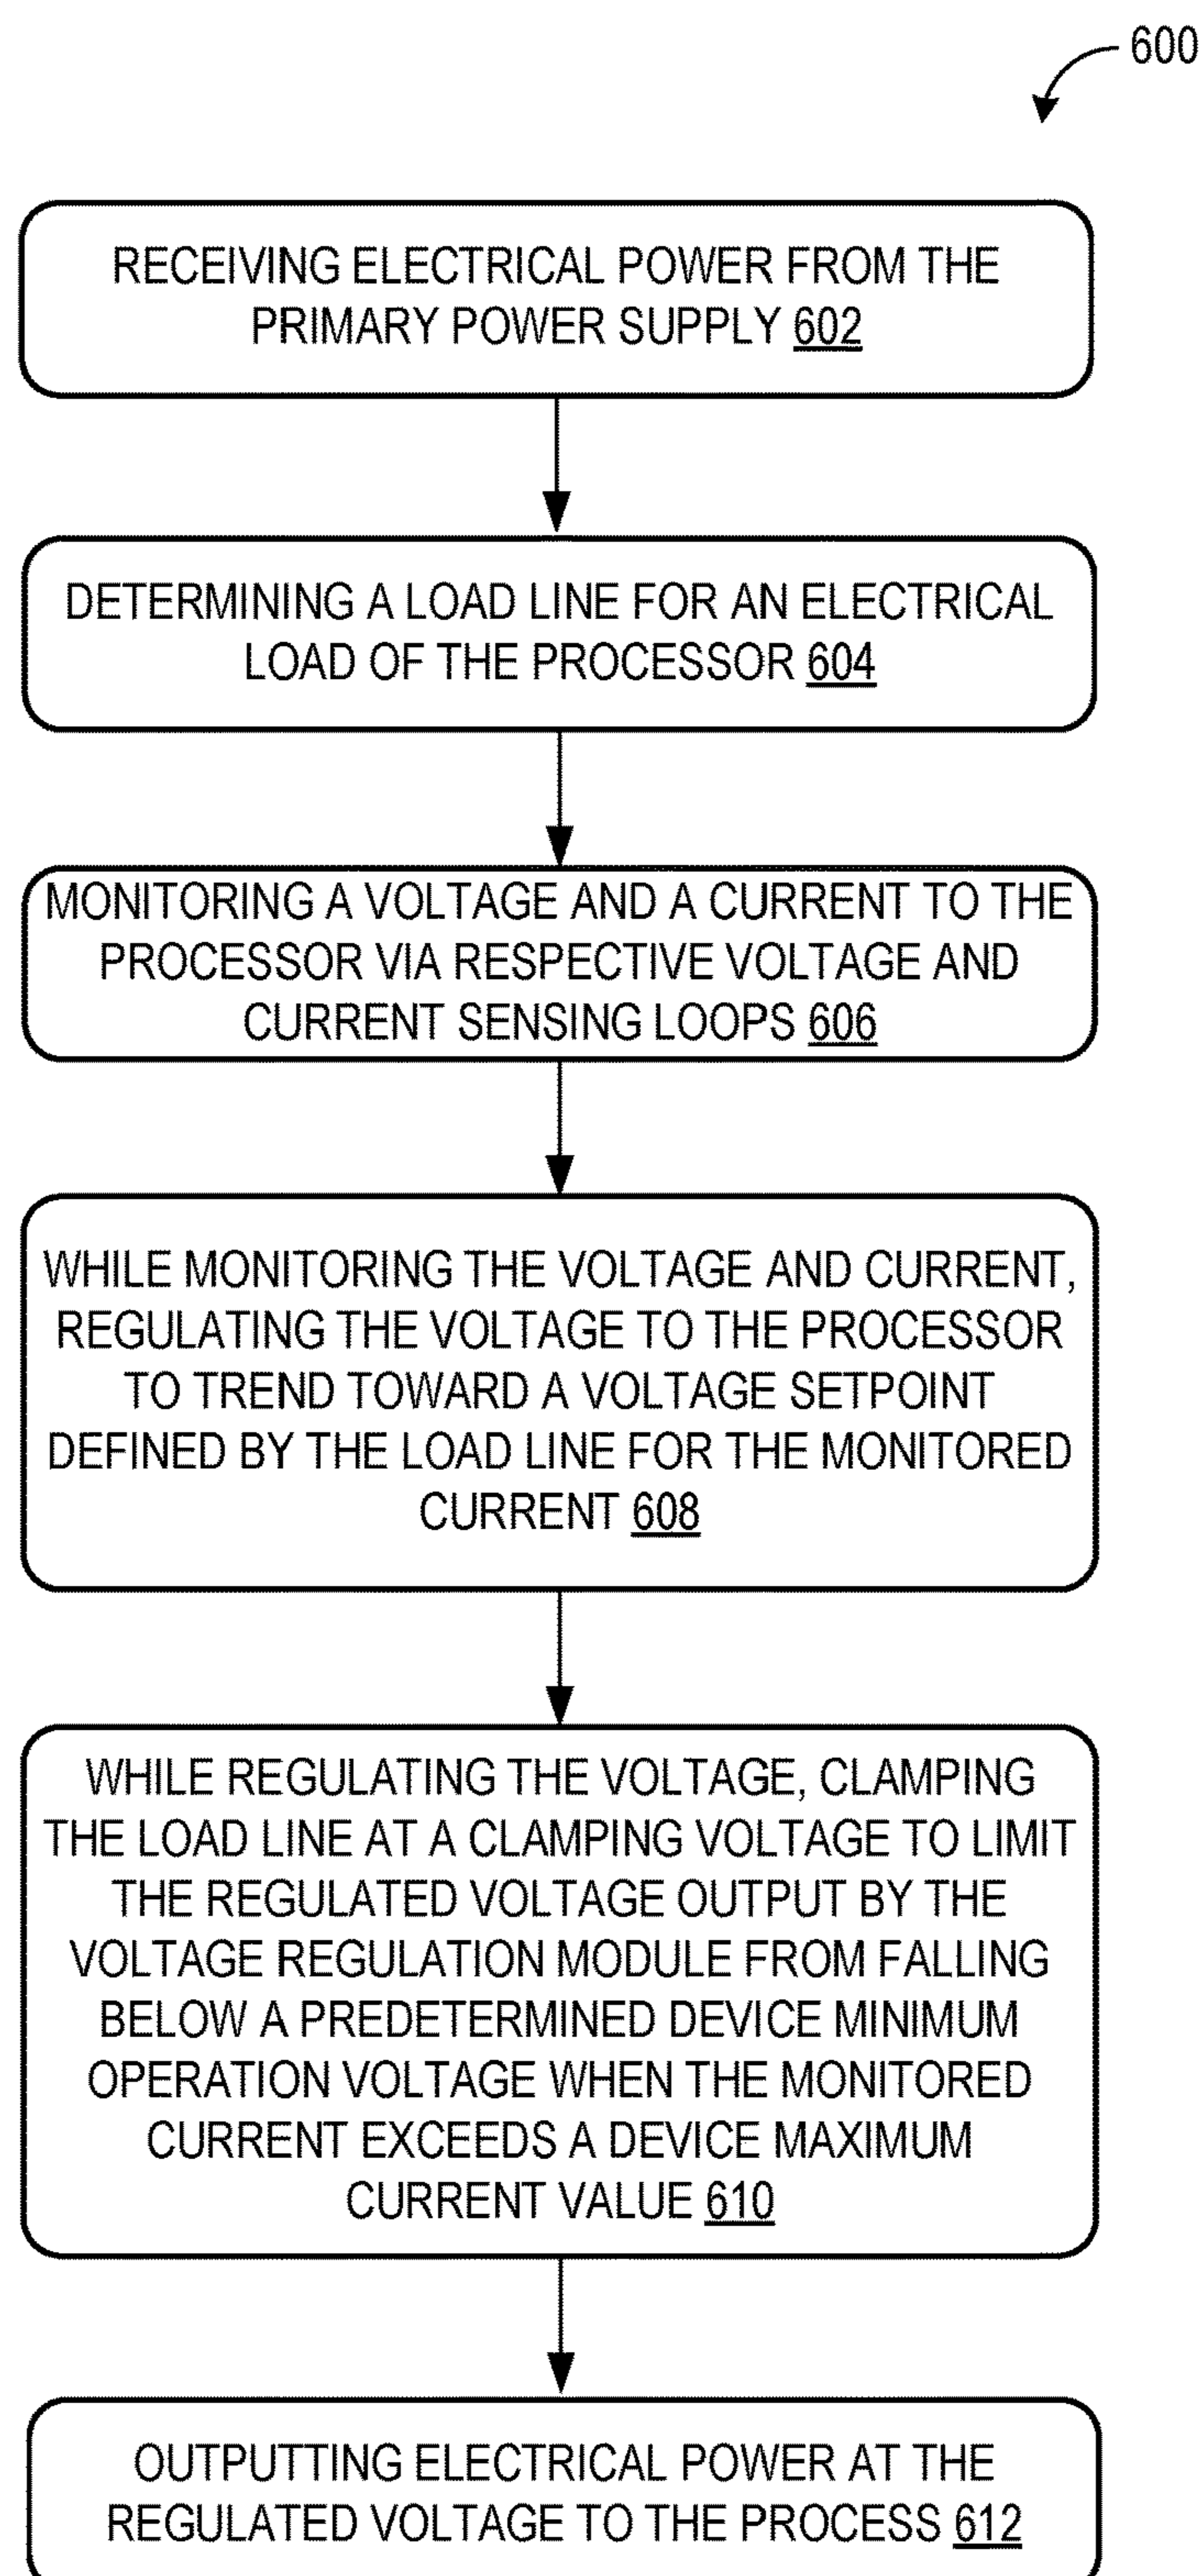 600
RECEIVING ELECTRICAL POWER FROM THE
PRIMARY POWER SUPPLY 602
DETERMINING A LOAD LINE FOR AN ELECTRICAL
LOAD OF THE PROCESSOR 604
MONITORING A VOLTAGE AND A CURRENT TO THE
PROCESSOR VIA RESPECTIVE VOLTAGE AND
CURRENT SENSING LOOPS 606
WHILE MONITORING THE VOLTAGE AND CURRENT,
REGULATING THE VOLTAGE TO THE PROCESSOR
TO TREND TOWARD A VOLTAGE SETPOINT
DEFINED BY THE LOAD LINE FOR THE MONITORED
CURRENT 608
WHILE REGULATING THE VOLTAGE, CLAMPING
THE LOAD LINE AT A CLAMPING VOLTAGE TO LIMIT
THE REGULATED VOLTAGE OUTPUT BY THE
VOLTAGE REGULATION MODULE FROM FALLING
BELOW A PREDETERMINED DEVICE MINIMUM
OPERATION VOLTAGE WHEN THE MONITORED
CURRENT EXCEEDS A DEVICE MAXIMUM
CURRENT VALUE 610
OUTPUTTING ELECTRICAL POWER AT THE
REGULATED VOLTAGE TO THE PROCESS 612